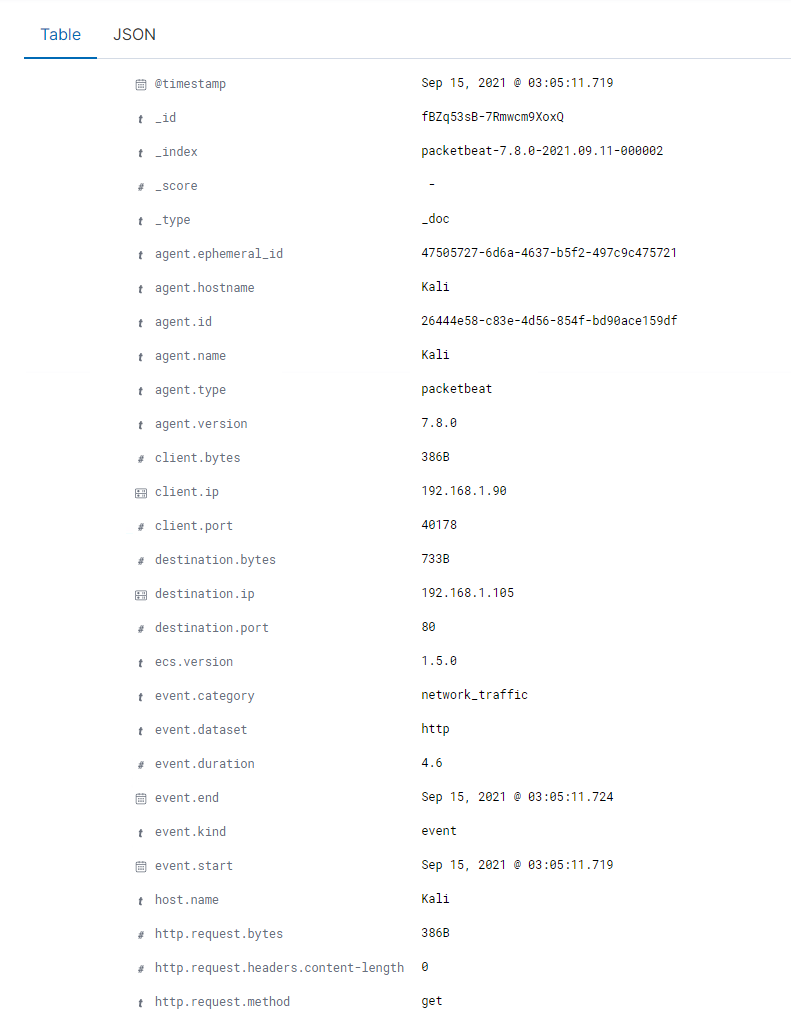 Table JSON
@timestamp Sep 15, 2021 @ 03:05:11.719
t _id fBZq53sB-7Rmwcm9XoxQ
t _index packetbeat-7.8.0-2021.09.11-000002
# _score -
t _type _doc
t agent.ephemeral_id 47505727-6d6a-4637-b5f2-497c9c475721
t agent.hostname Kali
t agent.id 26444e58-c83e-4d56-854f-bd90ace159df
t agent.name Kali
t agent.type packetbeat
t agent.version 7.8.0
# client.bytes 386B
client.ip 192.168.1.90
# client.port 40178
# destination.bytes 733B
destination.ip 192.168.1.105
# destination.port 80
t ecs.version 1.5.0
t event.category network_traffic
t event.dataset http
# event.duration 4.6
event.end Sep 15, 2021 @ 03:05:11.724
t event.kind event
event.start Sep 15, 2021 @ 03:05:11.719
t host.name Kali
# http.request.bytes 386B
# http.request.headers.content-length 0
t http.request.method get